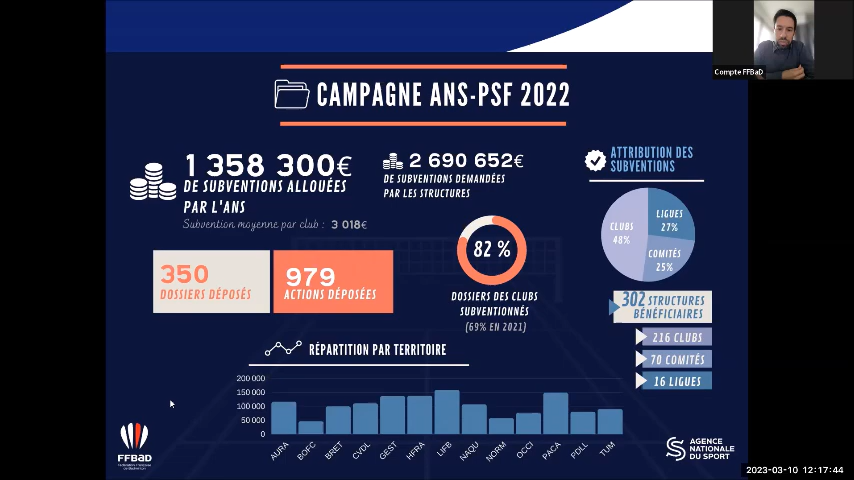 Compte FFBaD
CAMPAGNE ANS-PSF 2022
1 358 300€
DE SUBVENTIONS ALLOUÉES
PAR L'ANS
Subvention moyenne par club : 3 018€
2 690 652€
DE SUBVENTIONS DEMANDÉES
PAR LES STRUCTURES
ATTRIBUTION DES
SUBVENTIONS
LIGUES
27%
CLUBS
48%
COMITÉS
25%
350
DOSSIERS DÉPOSÉS
979
ACTIONS DÉPOSÉES
82 %
DOSSIERS DES CLUBS
SUBVENTIONNÉS
(69% EN 2021)
302 STRUCTURES
BÉNÉFICIAIRES
216 CLUBS
70 COMITÉS
16 LIGUES
RÉPARTITION PAR TERRITOIRE
200 000
150 000
100 000
50 000
0
AURA BOFC BRET CVDL GEST HFRA LIFB NAQU NORM OCCI PACA PDLL TUM
FFBaD
Fédération Française
de Badminton
AGENCE
NATIONALE
DU SPORT
2023-03-10 12:17:44